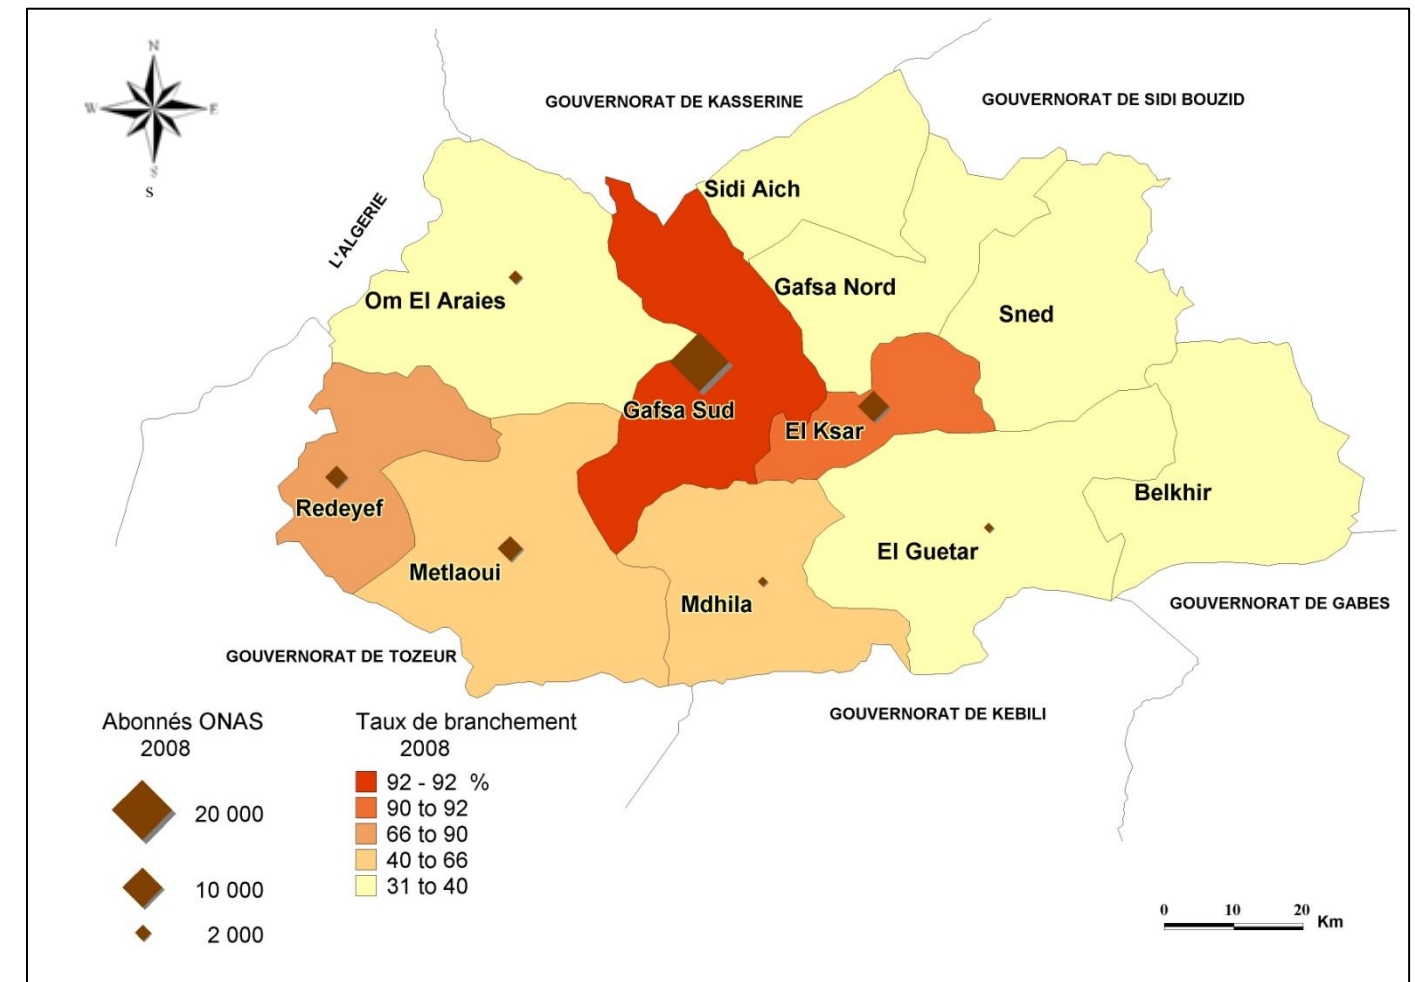 N
W
E
S
S
GOUVERNORAT DE KASSERINE
GOUVERNORAT DE SIDI BOUZID
L'ALGERIE
Sidi Aich
Gafsa Nord
Om El Araies
Sned
Gafsa Sud
El Ksar
Belkhir
Redeyef
El Guetar
Metlaoui
Mdhila
GOUVERNORAT DE GABES
GOUVERNORAT DE TOZEUR
GOUVERNORAT DE KEBILI
Abonnés ONAS
2008
20 000
10 000
2 000
Taux de branchement
2008
92 - 92 %
90 to 92
66 to 90
40 to 66
31 to 40
0 10 20
Km